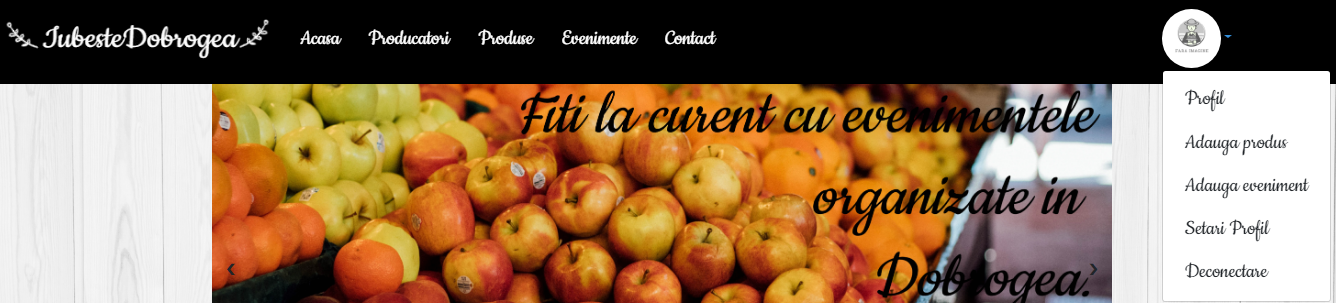 IubesteDobrogea
Acasa
Producatori
Produse
Evenimente
Contact
FARA IMAGINE
Profil
Adauga produs
Adauga eveniment
Setari Profil
Deconectare
Fiti la curent cu evenimentele
organizate in
Dobrogea.